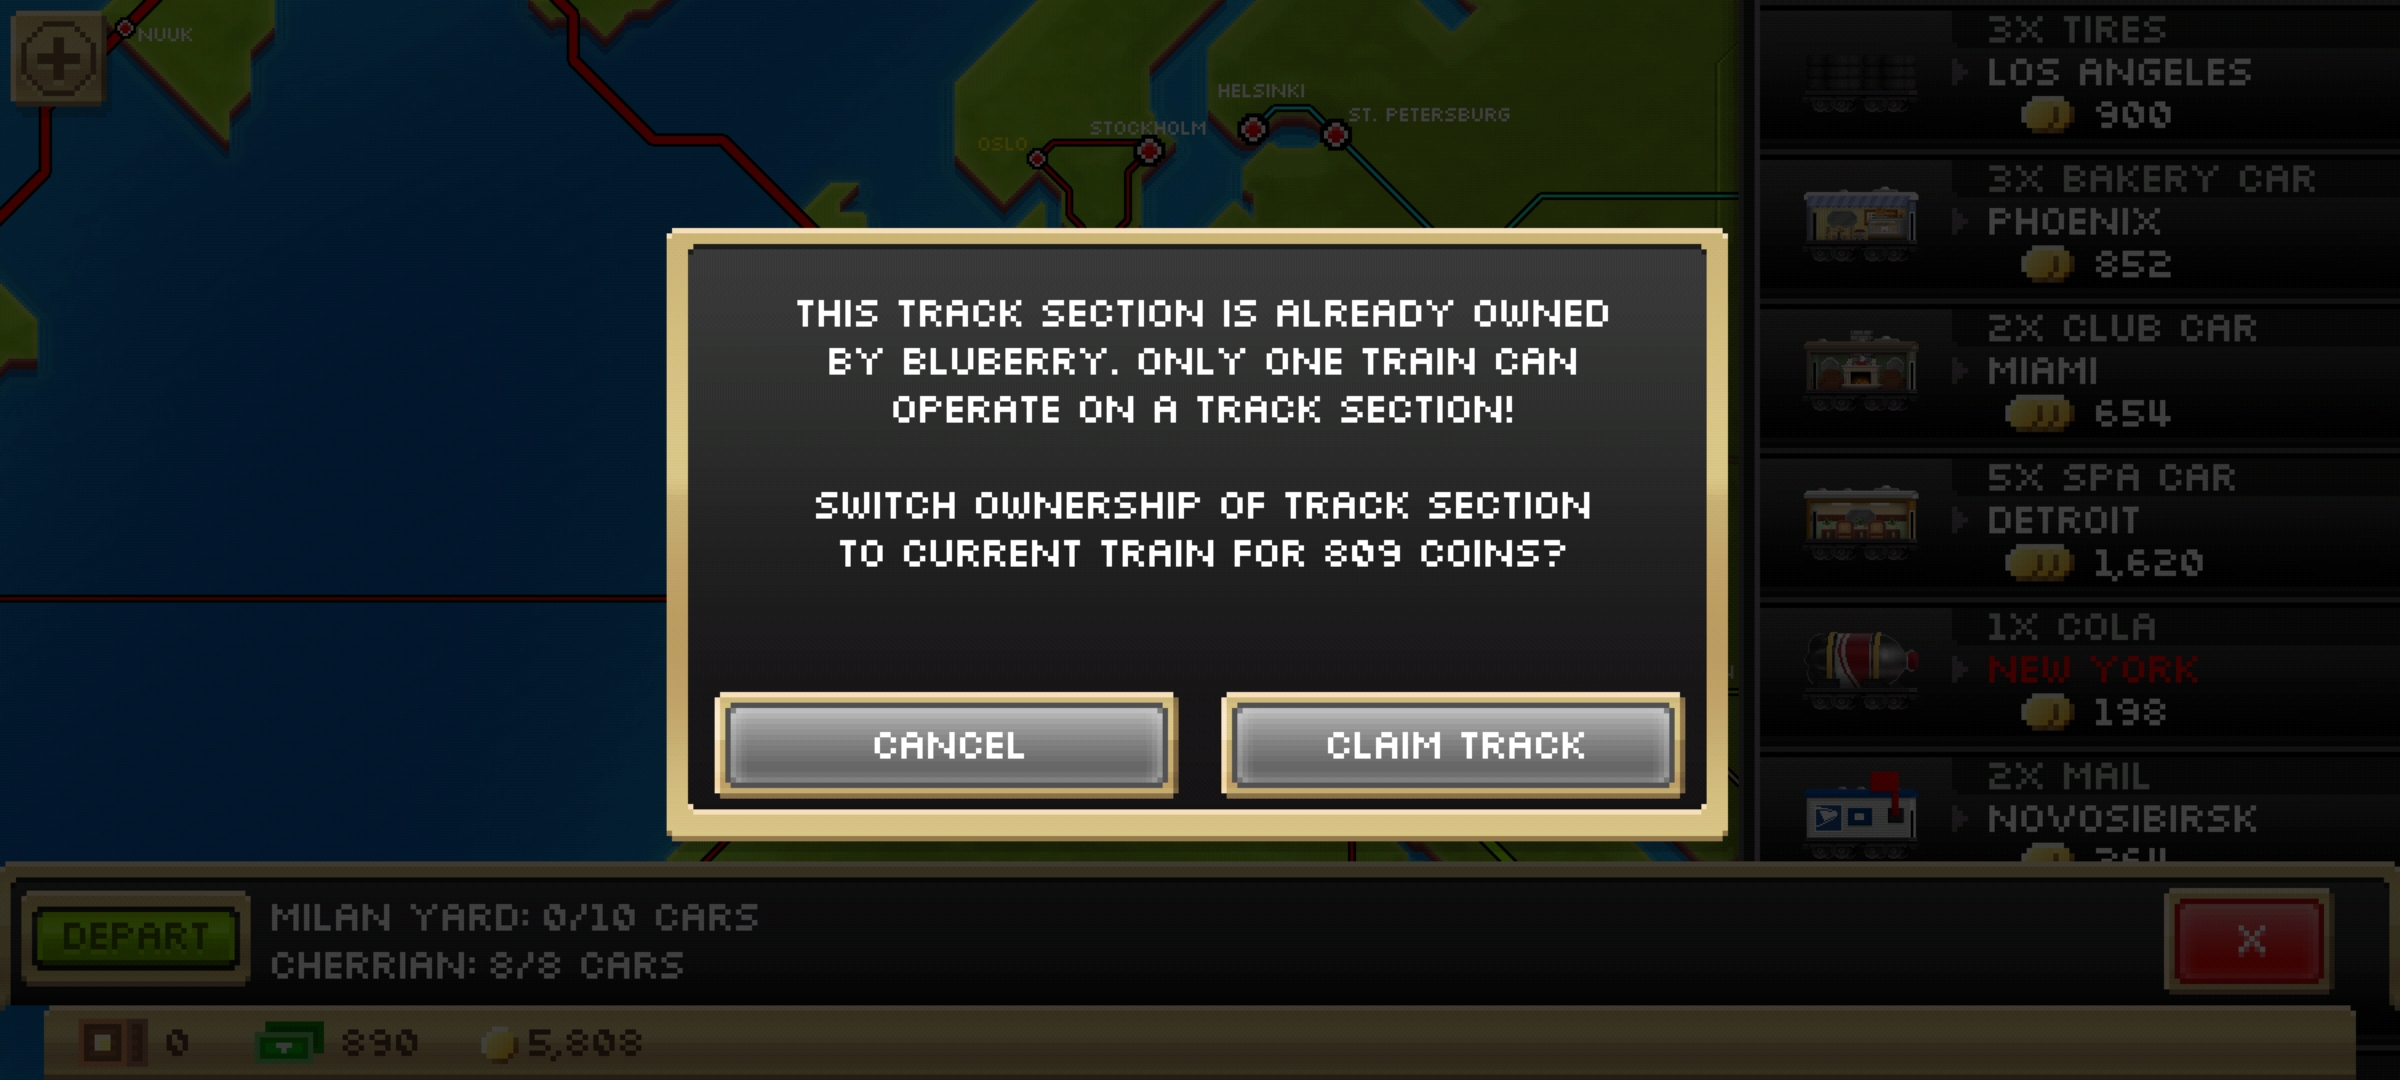 NUUK
HELSINKI
ST. PETERSBURG
STOCKHOLM
OSLO
THIS TRACK SECTION IS ALREADY OWNED
BY BLUBERRY. ONLY ONE TRAIN CAN
OPERATE ON A TRACK SECTION!
SWITCH OWNERSHIP OF TRACK SECTION
TO CURRENT TRAIN FOR 809 COINS?
CANCEL
CLAIM TRACK
3X TIRES
LOS ANGELES
900
3X BAKERY CAR
PHOENIX
852
2X CLUB CAR
MIAMI
654
5X SPA CAR
DETROIT
1,620
1X COLA
NEW YORK
198
2X MAIL
NOVOSIBIRSK
DEPART
MILAN YARD: 0/10 CARS
CHERRIAN: 8/8 CARS
X
0
890
5,808